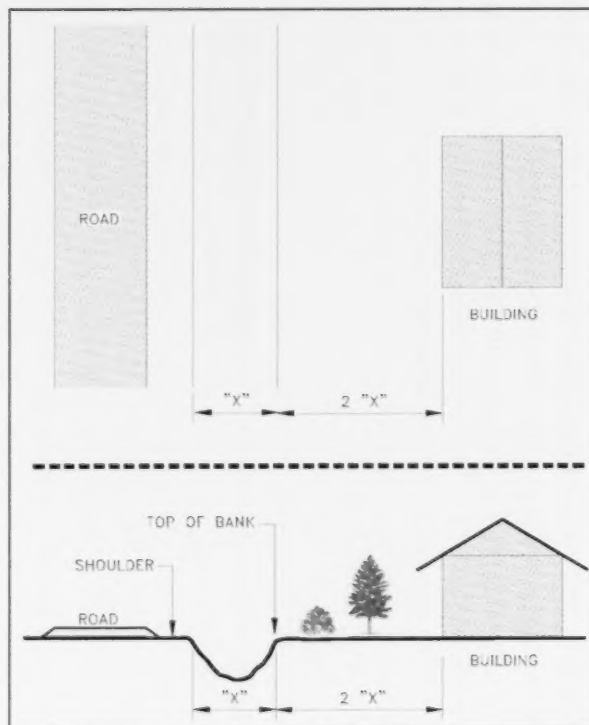 ROAD
BUILDING
"X"
2 "X"
TOP OF BANK
SHOULDER
ROAD
BUILDING
"X"
2 "X"